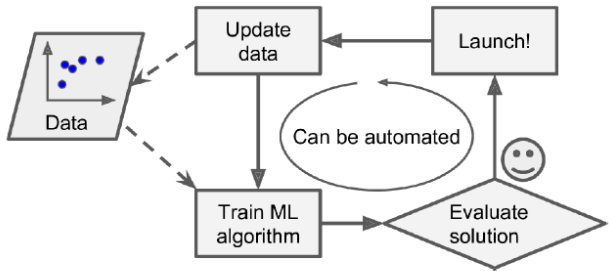 Update
data
Launch!
Data
Can be automated
Train ML
algorithm
Evaluate
solution